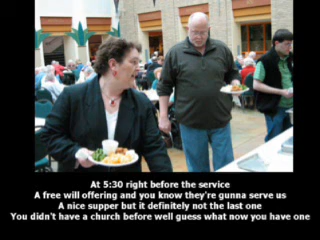 At 5:30 right before the service
A free will offering and you know they're gunna serve us
A nice supper but it definitely not the last one
You didn't have a church before well guess what now you have one